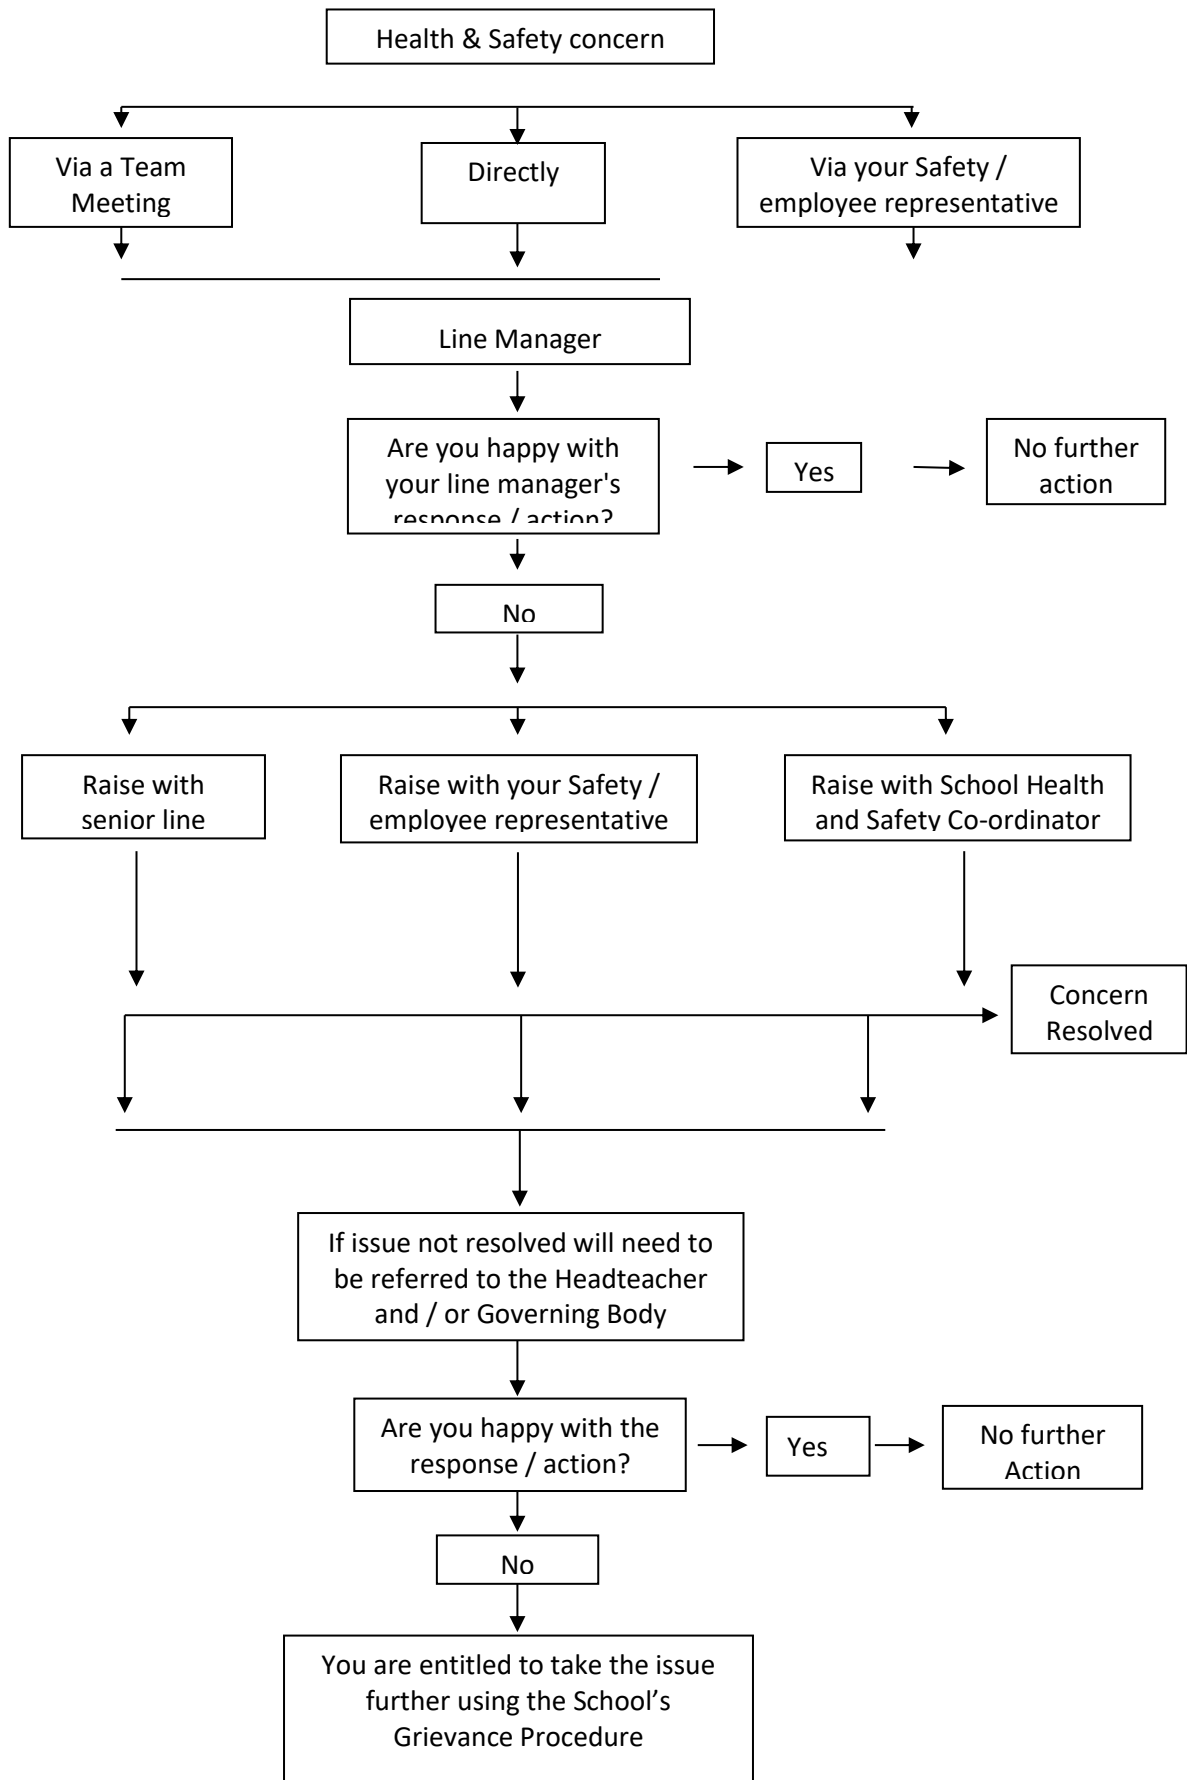 Health & Safety concern
Via a Team
Meeting
Directly
Via your Safety /
employee representative
Line Manager
Are you happy with
your line manager's
response / action?
Yes
No further
action
No
Raise with
senior line
Raise with your Safety /
employee representative
Raise with School Health
and Safety Co-ordinator
Concern
Resolved
If issue not resolved will need to
be referred to the Headteacher
and / or Governing Body
Are you happy with the
response / action?
Yes
No further
Action
No
You are entitled to take the issue
further using the School’s
Grievance Procedure